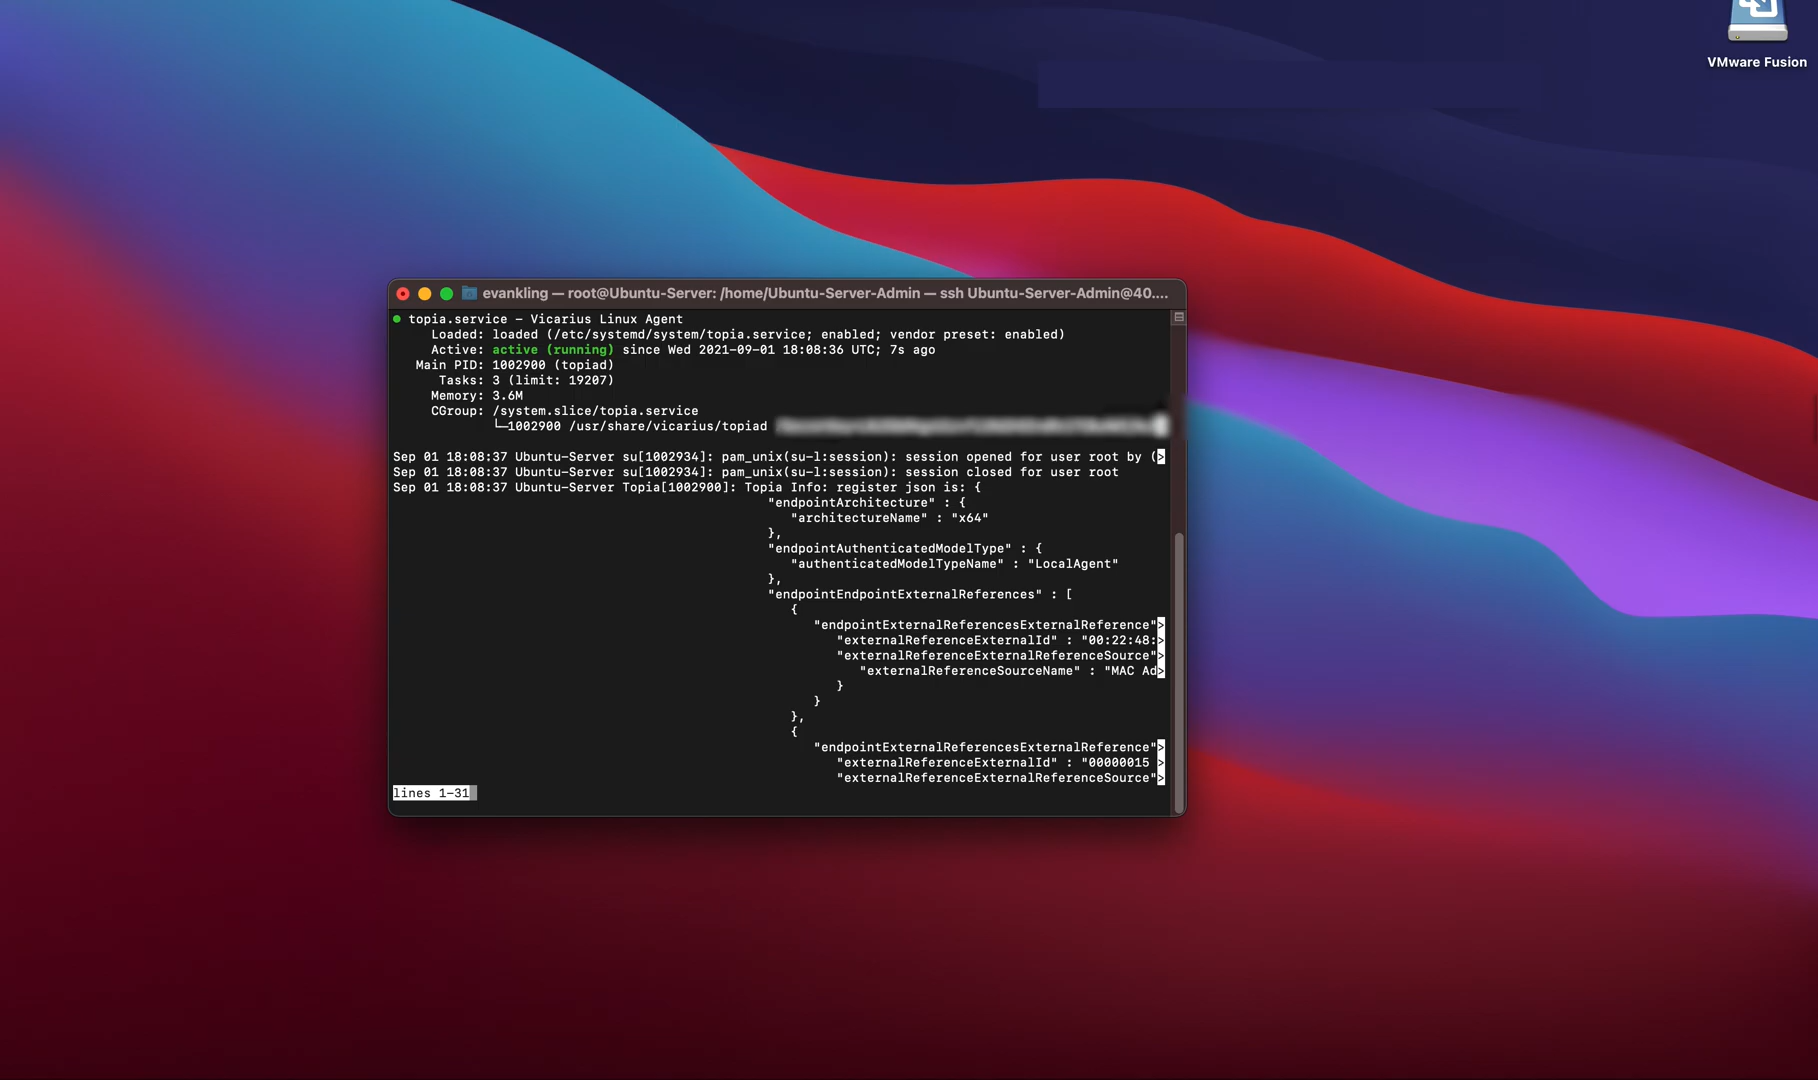 VMware Fusion
evankling — root@Ubuntu-Server: /home/Ubuntu-Server-Admin — ssh Ubuntu-Server-Admin@40....
● topia.service - Vicarius Linux Agent
Loaded: loaded (/etc/systemd/system/topia.service; enabled; vendor preset: enabled)
Active: active (running) since Wed 2021-09-01 18:08:36 UTC; 7s ago
Main PID: 1002900 (topiad)
Tasks: 3 (limit: 19207)
Memory: 3.6M
CGroup: /system.slice/topia.service
└─1002900 /usr/share/vicarius/topiad
Sep 01 18:08:37 Ubuntu-Server su[1002934]: pam_unix(su-l:session): session opened for user root by (>
Sep 01 18:08:37 Ubuntu-Server su[1002934]: pam_unix(su-l:session): session closed for user root
Sep 01 18:08:37 Ubuntu-Server Topia[1002900]: Topia Info: register json is: {
"endpointArchitecture" : {
"architectureName" : "x64"
},
"endpointAuthenticatedModelType" : {
"authenticatedModelTypeName" : "LocalAgent"
},
"endpointEndpointExternalReferences" : [
{
"endpointExternalReferencesExternalReference">
"externalReferenceExternalId" : "00:22:48:>
"externalReferenceExternalReferenceSource">
"externalReferenceSourceName" : "MAC Ad>
}
}
},
{
"endpointExternalReferencesExternalReference">
"externalReferenceExternalId" : "00000015 >
"externalReferenceExternalReferenceSource">
lines 1-31